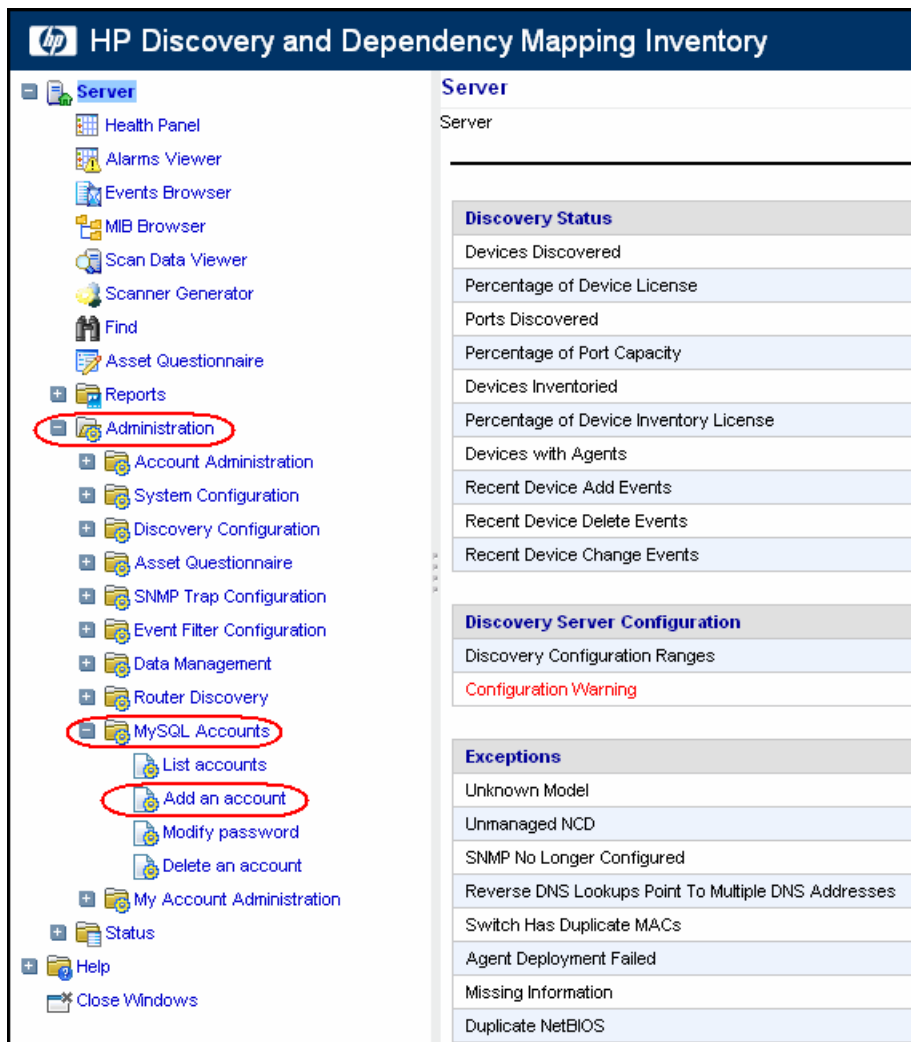 hp HP Discovery and Dependency Mapping Inventory
Server
Health Panel
Alarms Viewer
Events Browser
MIB Browser
Scan Data Viewer
Scanner Generator
Find
Asset Questionnaire
Reports
Administration
Account Administration
System Configuration
Discovery Configuration
Asset Questionnaire
SNMP Trap Configuration
Event Filter Configuration
Data Management
Router Discovery
MySQL Accounts
List accounts
Add an account
Modify password
Delete an account
My Account Administration
Status
Help
Close Windows
Server
Server
Discovery Status
Devices Discovered
Percentage of Device License
Ports Discovered
Percentage of Port Capacity
Devices Inventoried
Percentage of Device Inventory License
Devices with Agents
Recent Device Add Events
Recent Device Delete Events
Recent Device Change Events
Discovery Server Configuration
Discovery Configuration Ranges
Configuration Warning
Exceptions
Unknown Model
Unmanaged NCD
SNMP No Longer Configured
Reverse DNS Lookups Point To Multiple DNS Addresses
Switch Has Duplicate MACs
Agent Deployment Failed
Missing Information
Duplicate NetBIOS